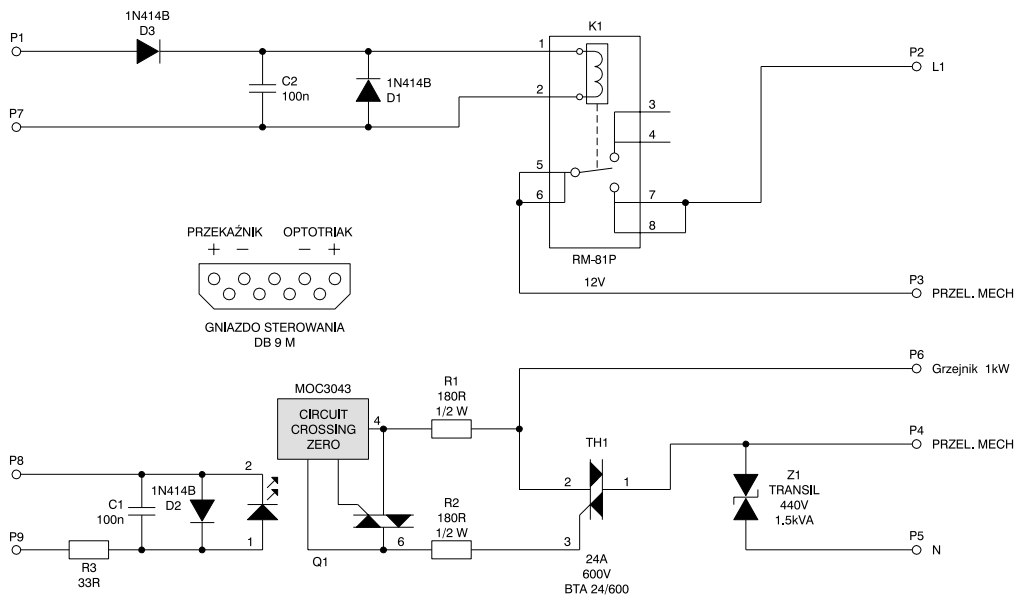 1N414B
D3
P1
C2
100n
1N414B
D1
P7
K1
1
2
3
4
5
6
7
8
RM-81P
12V
P2
L1
P3
PRZEL. MECH
PRZEKAŹNIK
OPTOTRIAK
+ − − +
GNIAZDO STEROWANIA
DB 9 M
P6
Grzejnik 1kW
MOC3043
CIRCUIT
CROSSING
ZERO
4
R1
180R
1/2 W
P4
PRZEL. MECH
TH1
2
1
3
24A
600V
BTA 24/600
Z1
TRANSIL
440V
1.5kVA
P5
N
P8
C1
100n
1N414B
D2
2
1
P9
R3
33R
Q1
6
R2
180R
1/2 W